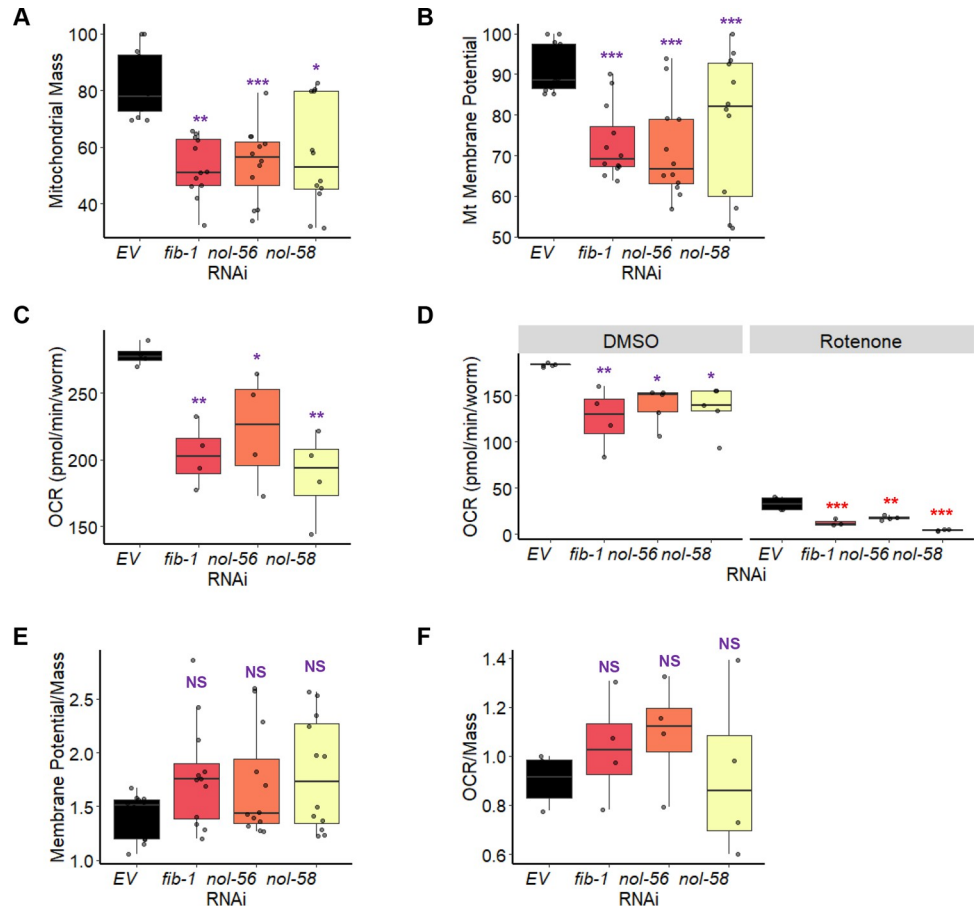 A
Mitochondrial Mass
100
80
60
40
**
***
*
EV fib-1 nol-56 nol-58
RNAi
B
Mt Membrane Potential
100
90
80
70
60
50
***
***
***
EV fib-1 nol-56 nol-58
RNAi
C
OCR (pmol/min/worm)
250
200
150
**
*
**
EV fib-1 nol-56 nol-58
RNAi
D
DMSO Rotenone
OCR (pmol/min/worm)
150
100
50
0
**
*
*
***
**
***
EV fib-1 nol-56 nol-58 EV fib-1 nol-56 nol-58
RNAi
E
Membrane Potential/Mass
2.5
2.0
1.5
1.0
NS
NS
NS
EV fib-1 nol-56 nol-58
RNAi
F
OCR/Mass
1.4
1.2
1.0
0.8
0.6
NS
NS
NS
EV fib-1 nol-56 nol-58
RNAi